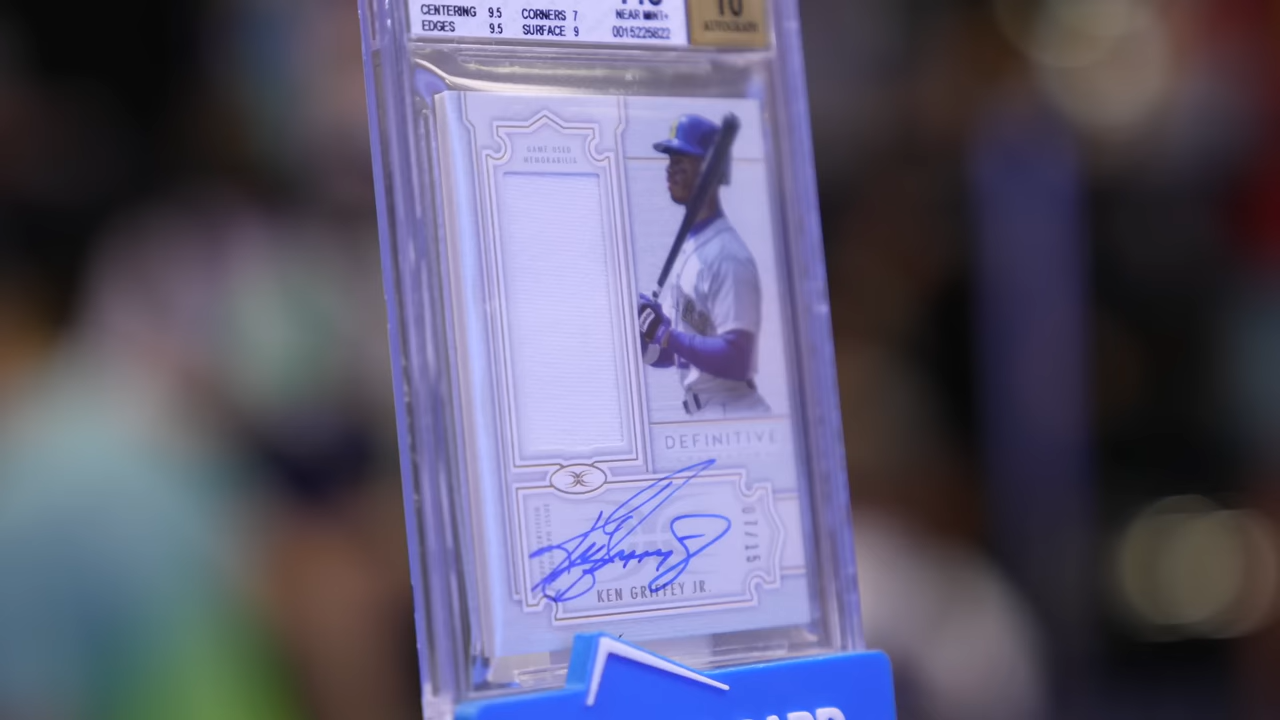 CENTERING 9.5 CORNERS 7
EDGES 9.5 SURFACE 9
NEAR MINT+
0015225822
10
AUTOGRAPH
GAME-USED
MEMORABILIA
DEFINITIVE
07/15
KEN GRIFFEY JR.